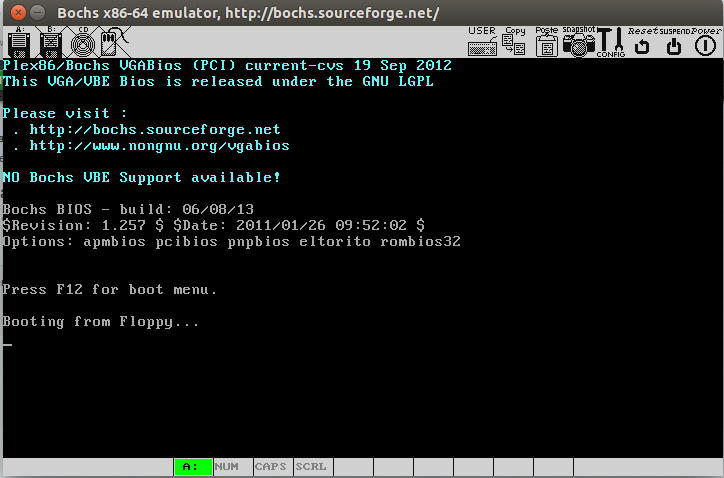 Bochs x86-64 emulator, http://bochs.sourceforge.net/
A: B: CD USER Copy Paste Snapshot CONFIG Reset SUSPEND Power
Plex86/Bochs VGABios (PCI) current-cvs 19 Sep 2012
This VGA/VBE Bios is released under the GNU LGPL
Please visit :
. http://bochs.sourceforge.net
. http://www.nongnu.org/vgabios
NO Bochs VBE Support available!
Bochs BIOS - build: 06/08/13
$Revision: 1.257 $ $Date: 2011/01/26 09:52:02 $
Options: apmbios pcibios pnpbios eltorito rombios32
Press F12 for boot menu.
Booting from Floppy...
A: NUM CAPS SCRL